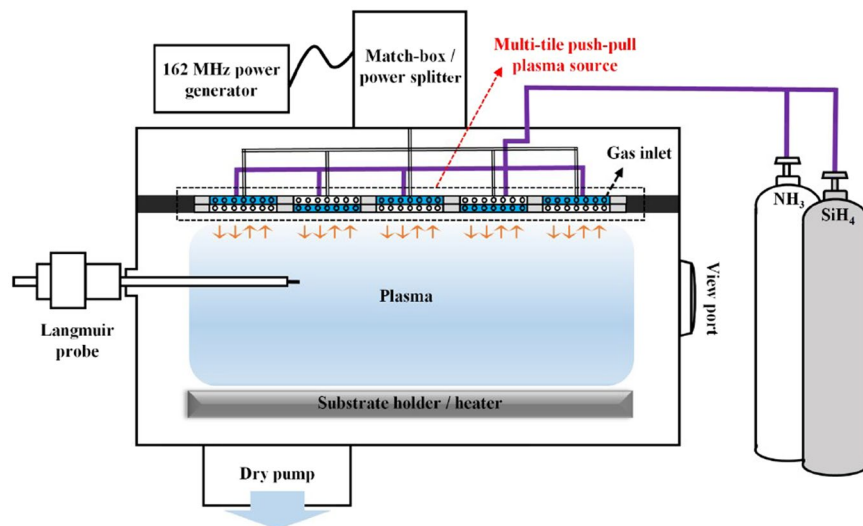 162 MHz power
generator
Match-box /
power splitter
Multi-tile push-pull
plasma source
Gas inlet
NH₃
SiH₄
Langmuir
probe
Plasma
View port
Substrate holder / heater
Dry pump